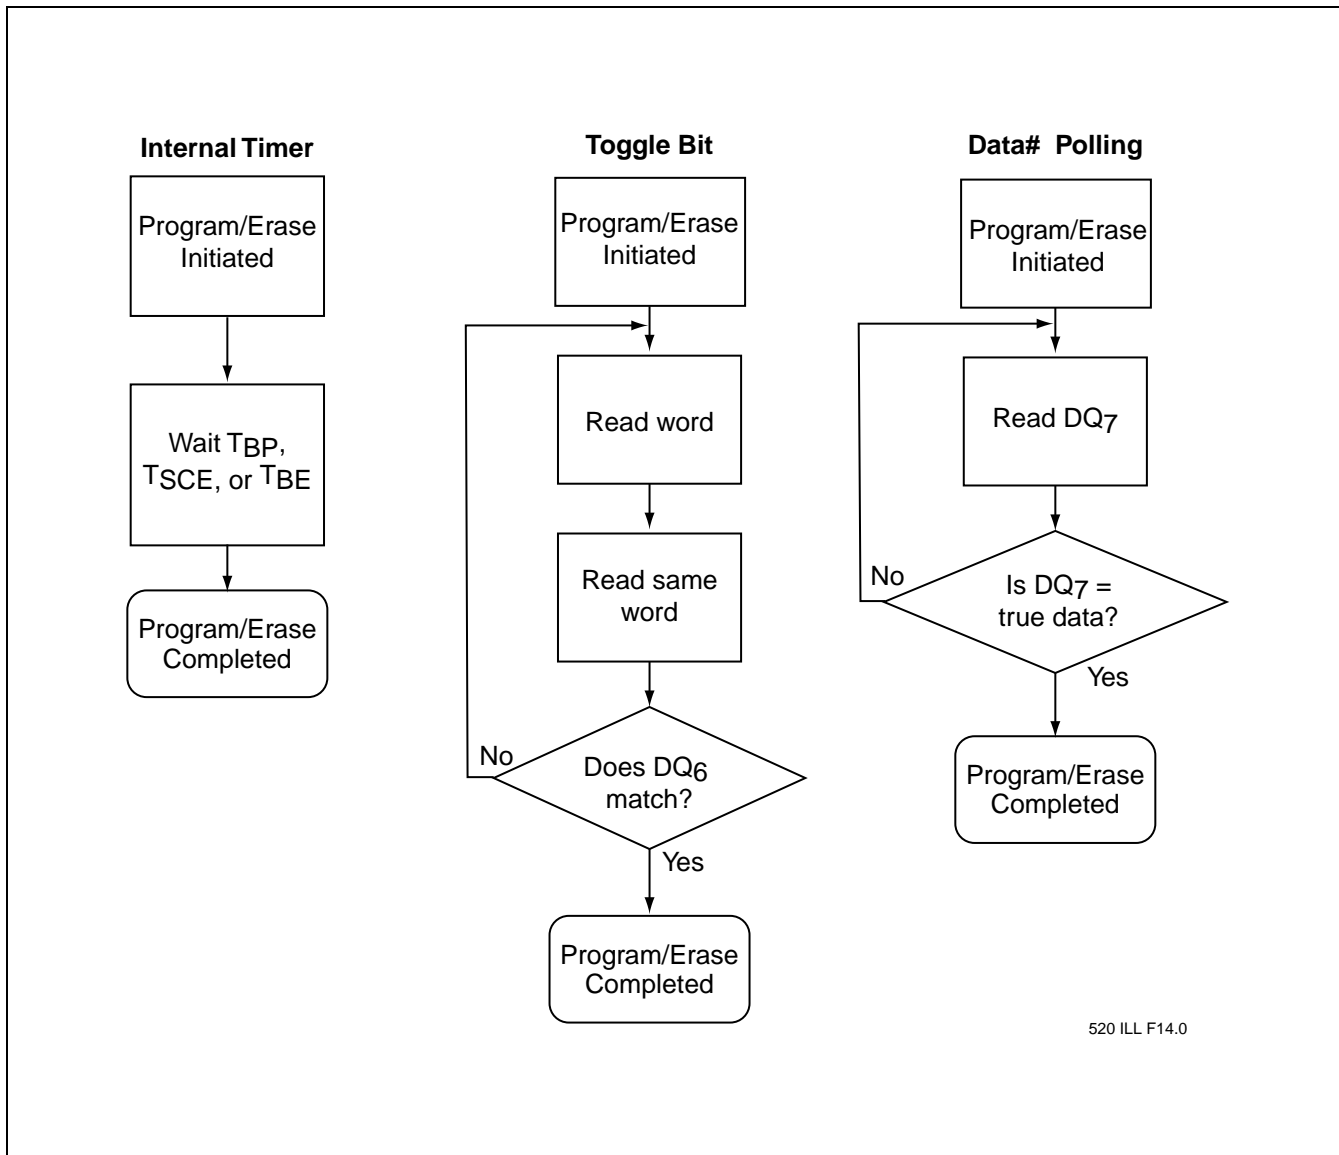 Internal Timer
Program/Erase
Initiated
Wait TBP,
TSCE, or TBE
Program/Erase
Completed
Toggle Bit
Program/Erase
Initiated
Read word
Read same
word
No
Does DQ6
match?
Yes
Program/Erase
Completed
Data# Polling
Program/Erase
Initiated
Read DQ7
No
Is DQ7 =
true data?
Yes
Program/Erase
Completed
520 ILL F14.0